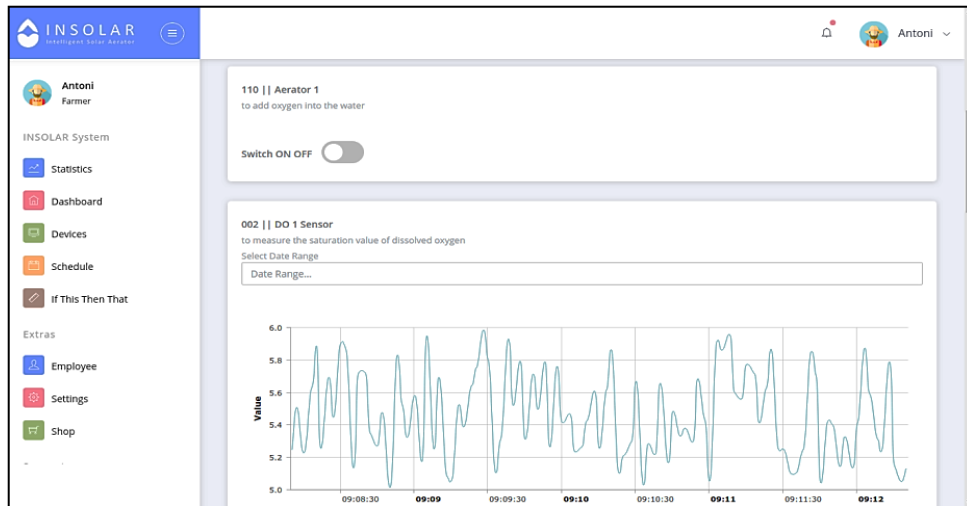 INSOLAR
Intelligent Solar Aerator
Antoni
Antoni
Farmer
INSOLAR System
Statistics
Dashboard
Devices
Schedule
If This Then That
Extras
Employee
Settings
Shop
110 || Aerator 1
to add oxygen into the water
Switch ON OFF
002 || DO 1 Sensor
to measure the saturation value of dissolved oxygen
Select Date Range
Date Range...
6.0
5.8
5.6
5.4
5.2
5.0
Value
09:08:30 09:09 09:09:30 09:10 09:10:30 09:11 09:11:30 09:12